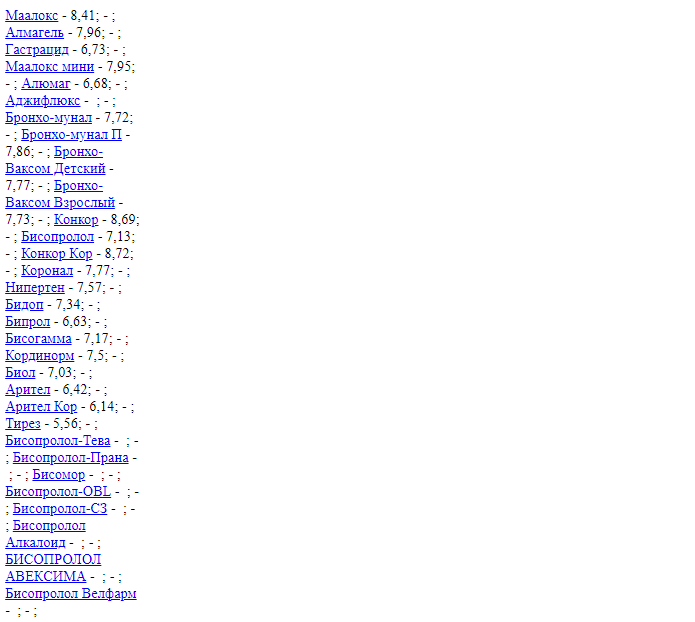 Маалокс - 8,41; - ;
Алмагель - 7,96; - ;
Гастрацид - 6,73; - ;
Маалокс мини - 7,95;
- ; Алюмаг - 6,68; - ;
Аджифлюкс -  ; - ;
Бронхо-мунал - 7,72;
- ; Бронхо-мунал П -
7,86; - ; Бронхо-
Ваксом Детский -
7,77; - ; Бронхо-
Ваксом Взрослый -
7,73; - ; Конкор - 8,69;
- ; Бисопролол - 7,13;
- ; Конкор Кор - 8,72;
- ; Коронал - 7,77; - ;
Нипертен - 7,57; - ;
Бидоп - 7,34; - ;
Бипрол - 6,63; - ;
Бисогамма - 7,17; - ;
Кординорм - 7,5; - ;
Биол - 7,03; - ;
Арител - 6,42; - ;
Арител Кор - 6,14; - ;
Тирез - 5,56; - ;
Бисопролол-Тева -  ; -
; Бисопролол-Прана -
 ; - ; Бисомор -  ; - ;
Бисопролол-OBL -  ; -
; Бисопролол-СЗ -  ; -
; Бисопролол
Алкалоид -  ; - ;
БИСОПРОЛОЛ
АВЕКСИМА -  ; - ;
Бисопролол Велфарм
-  ; - ;